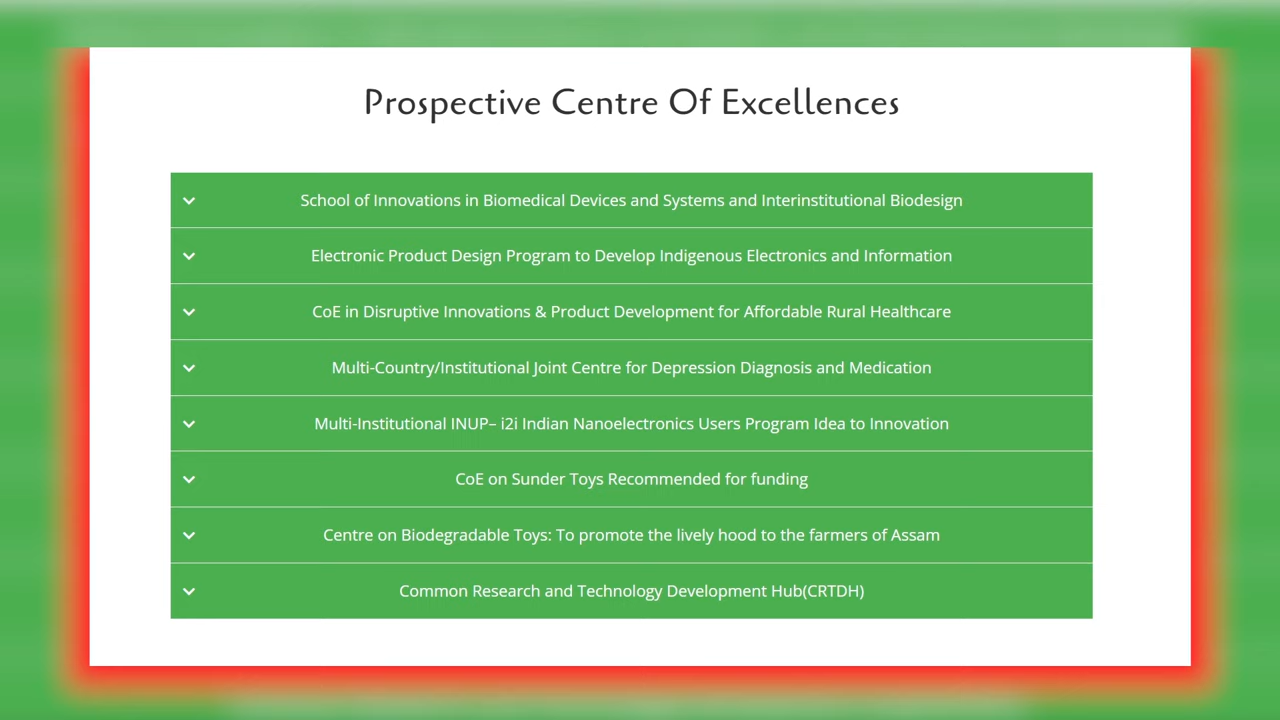 Prospective Centre Of Excellences
School of Innovations in Biomedical Devices and Systems and Interinstitutional Biodesign
Electronic Product Design Program to Develop Indigenous Electronics and Information
CoE in Disruptive Innovations & Product Development for Affordable Rural Healthcare
Multi-Country/Institutional Joint Centre for Depression Diagnosis and Medication
Multi-Institutional INUP– i2i Indian Nanoelectronics Users Program Idea to Innovation
CoE on Sunder Toys Recommended for funding
Centre on Biodegradable Toys: To promote the lively hood to the farmers of Assam
Common Research and Technology Development Hub(CRTDH)